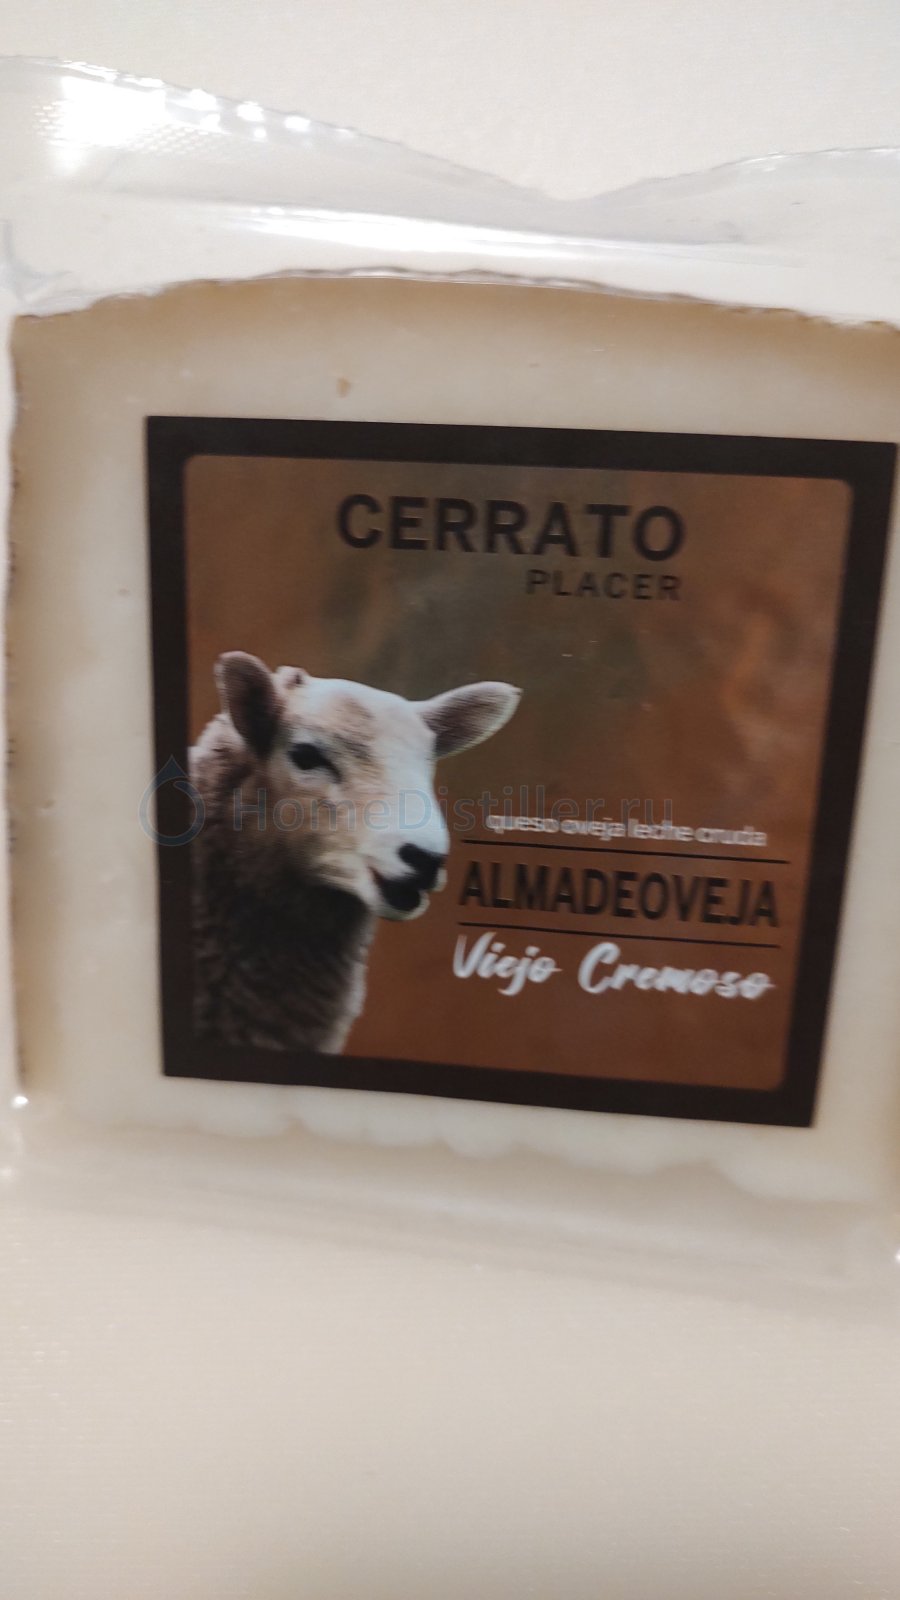 CERRATO
PLACER
HomeDistiller.ru
queso oveja leche cruda
ALMADEOVEJA
Viejo Cremoso